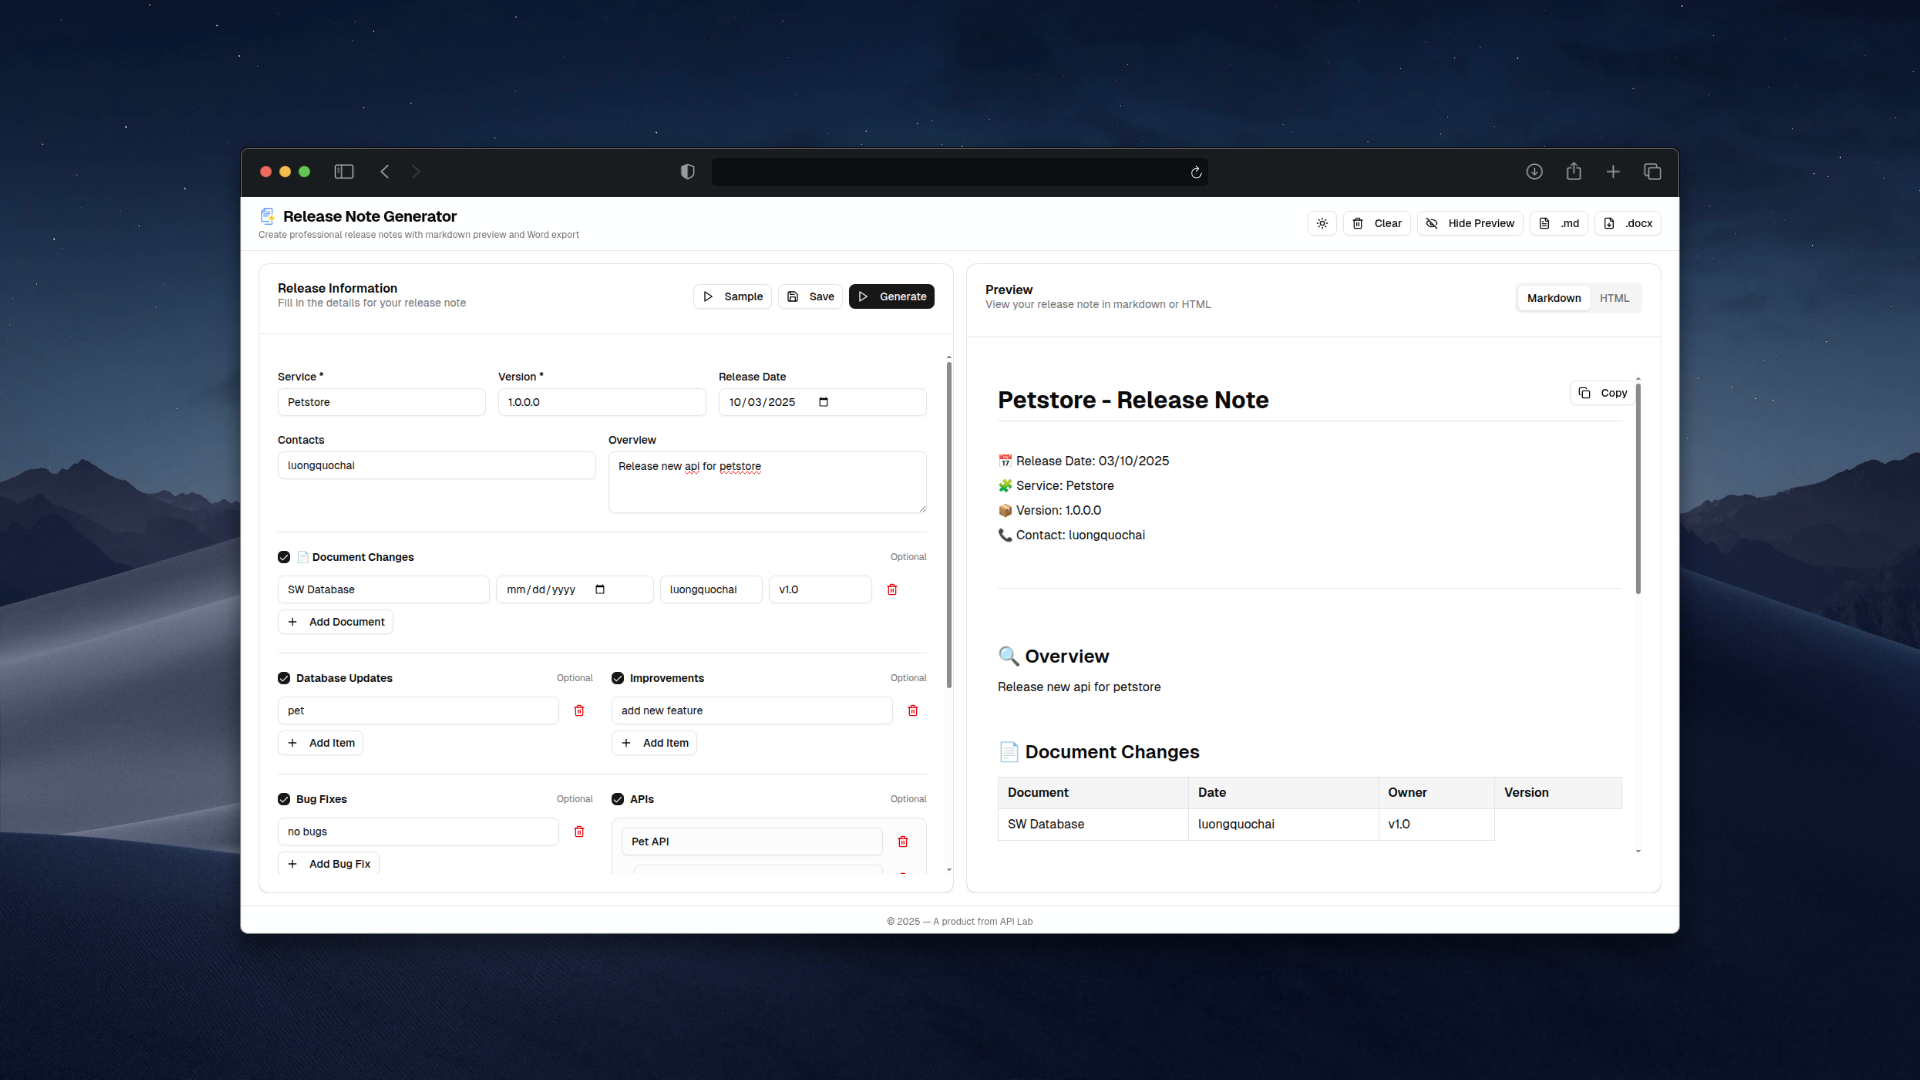 Release Note Generator
Create professional release notes with markdown preview and Word export
Clear
Hide Preview
.md
.docx
Release Information
Fill in the details for your release note
Sample
Save
Generate
Service *
Version *
Release Date
Petstore
1.0.0.0
10/03/2025
Contacts
Overview
luongquochai
Release new api for petstore
📄 Document Changes
Optional
SW Database
mm/dd/yyyy
luongquochai
v1.0
Add Document
Database Updates
Optional
Improvements
Optional
pet
add new feature
Add Item
Add Item
Bug Fixes
Optional
APIs
Optional
no bugs
Pet API
Add Bug Fix
Preview
View your release note in markdown or HTML
Markdown
HTML
Copy
Petstore - Release Note
📅 Release Date: 03/10/2025
🧩 Service: Petstore
📦 Version: 1.0.0.0
📞 Contact: luongquochai
🔍 Overview
Release new api for petstore
📄 Document Changes
Document Date Owner Version
SW Database luongquochai v1.0
© 2025 — A product from API Lab